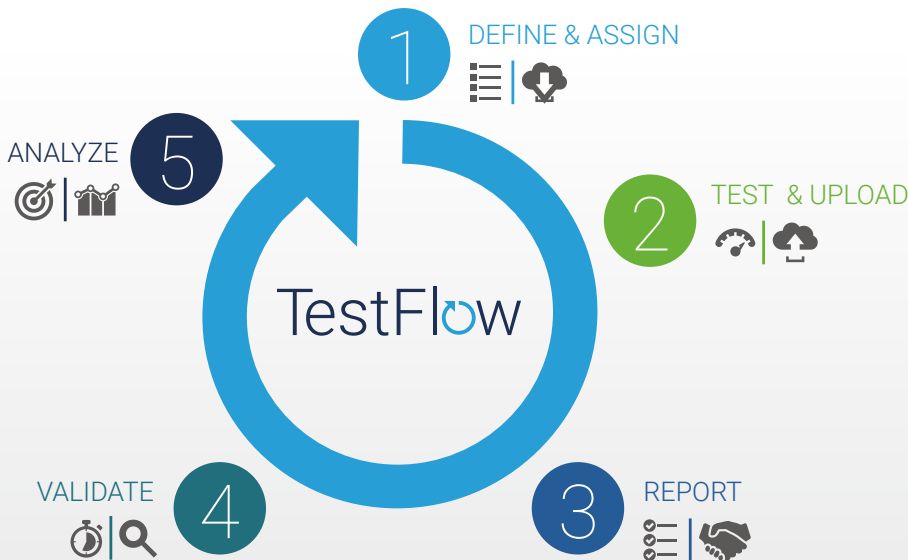 1
DEFINE & ASSIGN
5
ANALYZE
2
TEST & UPLOAD
TestFlow
4
VALIDATE
3
REPORT